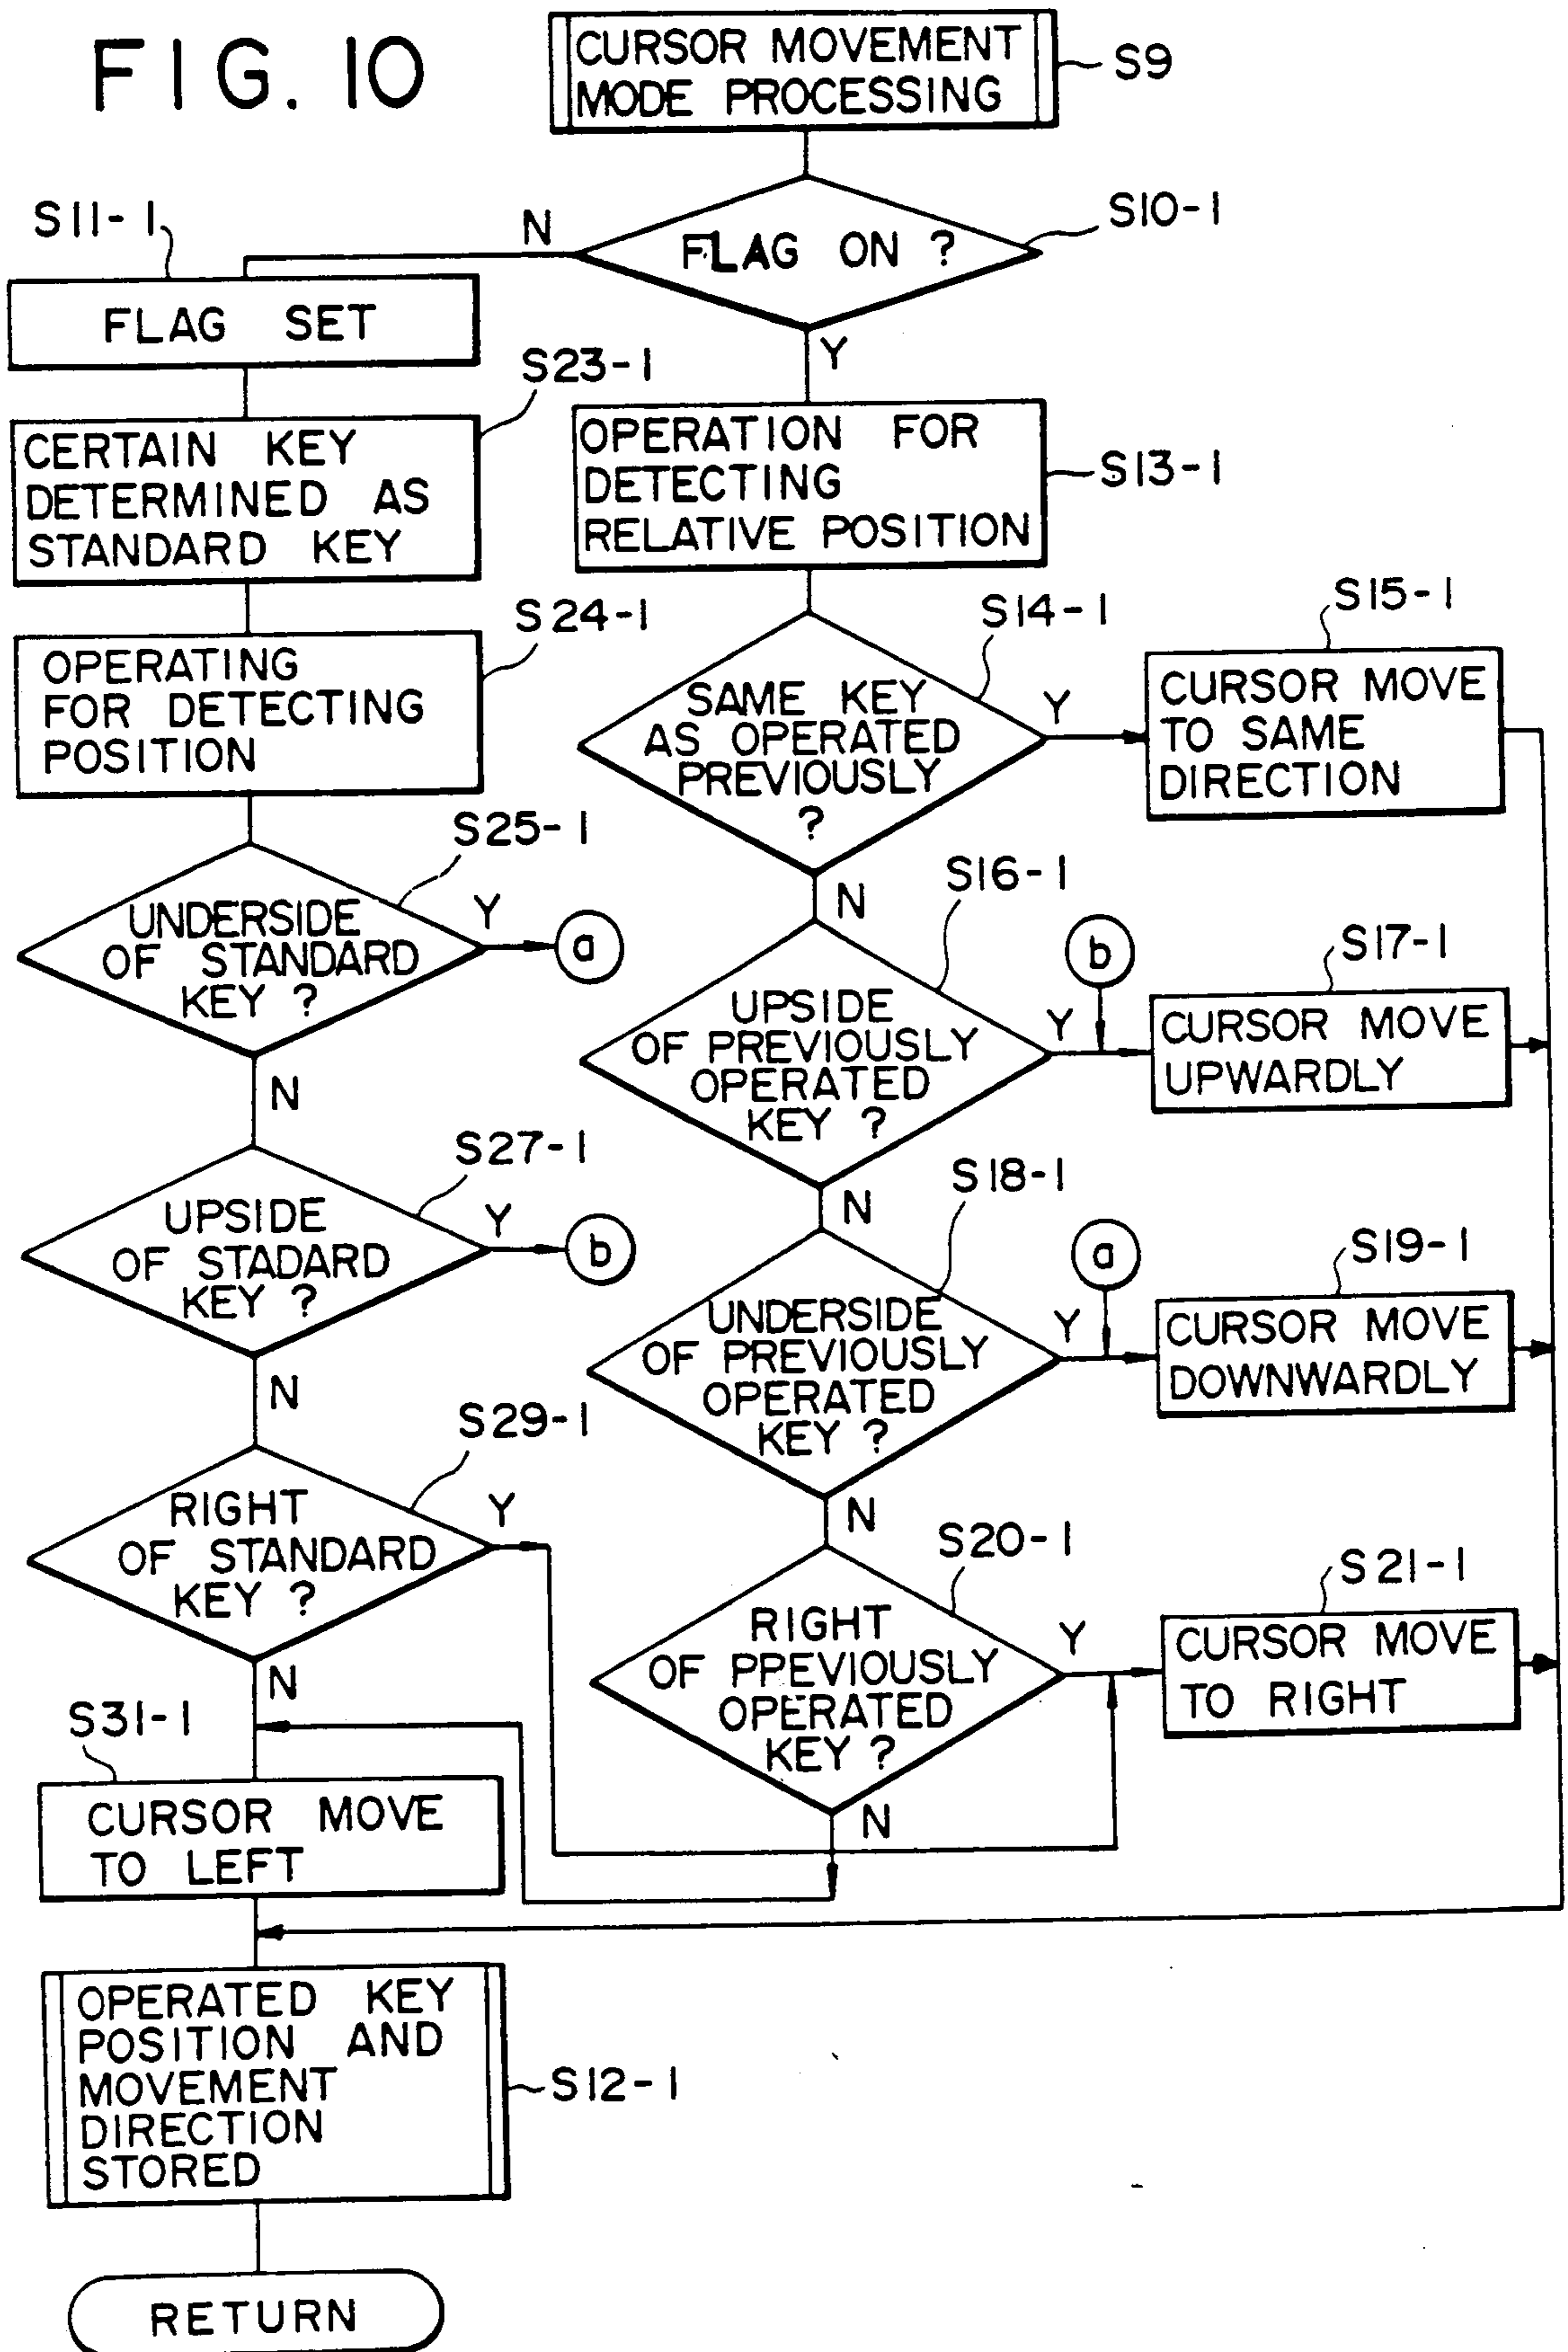 FIG. 10
CURSOR MOVEMENT
MODE PROCESSING
S9
S10-1
FLAG ON ?
N
Y
S11-1
FLAG SET
S23-1
CERTAIN KEY
DETERMINED AS
STANDARD KEY
S24-1
OPERATING
FOR DETECTING
POSITION
S25-1
UNDERSIDE
OF STANDARD
KEY ?
Y
a
N
S27-1
UPSIDE
OF STADARD
KEY ?
Y
b
N
S29-1
RIGHT
OF STANDARD
KEY ?
Y
N
S31-1
CURSOR MOVE
TO LEFT
OPERATION FOR
DETECTING
RELATIVE POSITION
S13-1
S14-1
SAME KEY
AS OPERATED
PREVIOUSLY
?
Y
N
S15-1
CURSOR MOVE
TO SAME
DIRECTION
S16-1
UPSIDE
OF PREVIOUSLY
OPERATED
KEY ?
Y
N
b
S17-1
CURSOR MOVE
UPWARDLY
S18-1
UNDERSIDE
OF PREVIOUSLY
OPERATED
KEY ?
Y
N
a
S19-1
CURSOR MOVE
DOWNWARDLY
S20-1
RIGHT
OF PPEVIOUSLY
OPERATED
KEY ?
Y
N
S21-1
CURSOR MOVE
TO RIGHT
OPERATED KEY
POSITION AND
MOVEMENT
DIRECTION
STORED
S12-1
RETURN